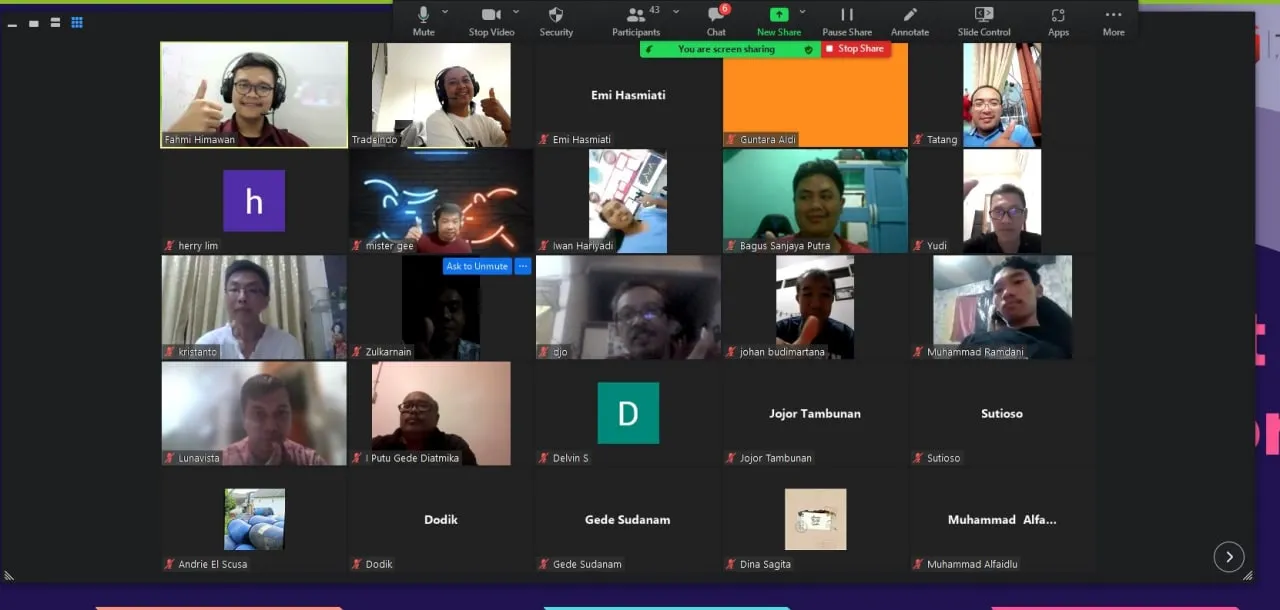 43
6
Mute
Stop Video
Security
Participants
Chat
New Share
Pause Share
Annotate
Slide Control
Apps
More
You are screen sharing
Stop Share
Fahmi Himawan
Tradeindo
Emi Hasmiati
Emi Hasmiati
Guntara Aldi
Tatang
h
herry lim
mister gee
Iwan Hariyadi
Bagus Sanjaya Putra
Yudi
Ask to Unmute
...
kristanto
Zulkarnain
djo
johan budimartana
Muhammad Ramdani
Lunavista
I Putu Gede Diatmika
D
Delvin S
Jojor Tambunan
Jojor Tambunan
Sutioso
Sutioso
Andrie El Scusa
Dodik
Dodik
Gede Sudanam
Gede Sudanam
Dina Sagita
Muhammad Alfa...
Muhammad Alfaidlu